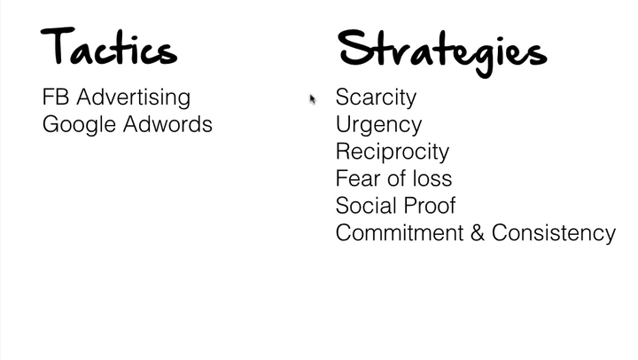 Tactics
FB Advertising
Google Adwords
Strategies
Scarcity
Urgency
Reciprocity
Fear of loss
Social Proof
Commitment & Consistency